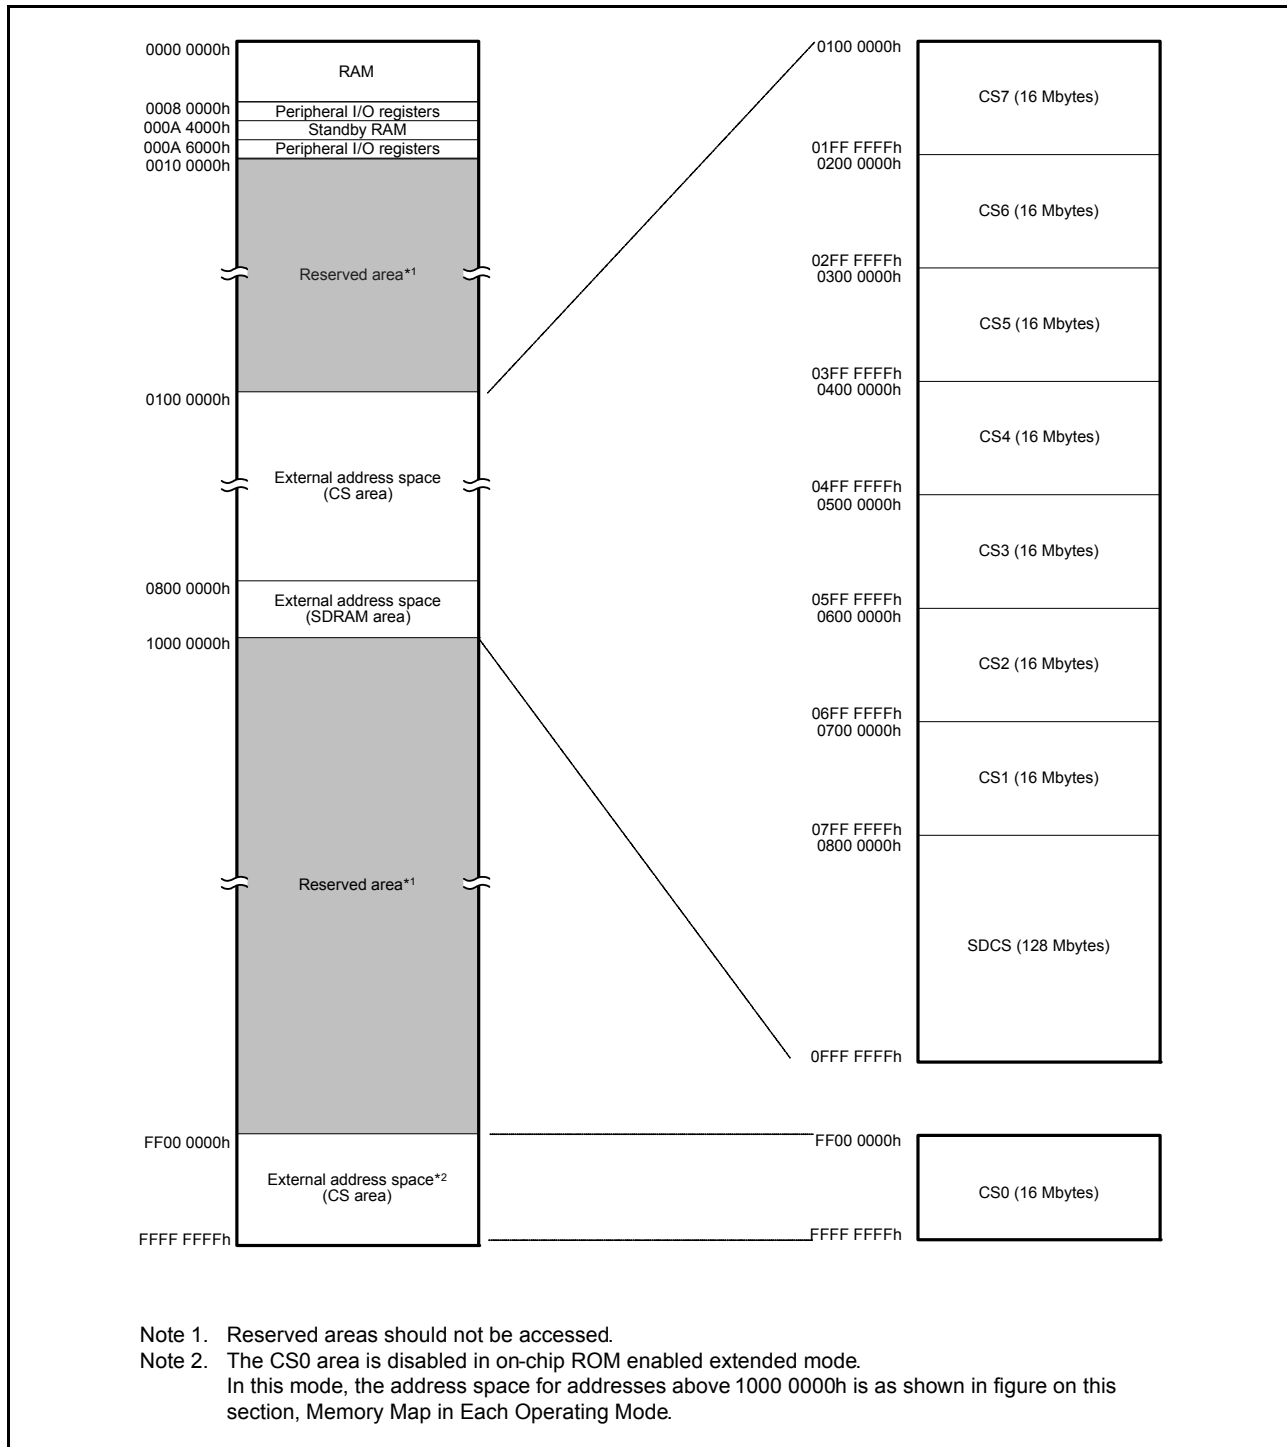 0000 0000h
RAM
0008 0000h
Peripheral I/O registers
000A 4000h
Standby RAM
000A 6000h
Peripheral I/O registers
0010 0000h
Reserved area*1
0100 0000h
External address space
(CS area)
0800 0000h
External address space
(SDRAM area)
1000 0000h
Reserved area*1
FF00 0000h
External address space*2
(CS area)
FFFF FFFFh
0100 0000h
CS7 (16 Mbytes)
01FF FFFFh
0200 0000h
CS6 (16 Mbytes)
02FF FFFFh
0300 0000h
CS5 (16 Mbytes)
03FF FFFFh
0400 0000h
CS4 (16 Mbytes)
04FF FFFFh
0500 0000h
CS3 (16 Mbytes)
05FF FFFFh
0600 0000h
CS2 (16 Mbytes)
06FF FFFFh
0700 0000h
CS1 (16 Mbytes)
07FF FFFFh
0800 0000h
SDCS (128 Mbytes)
0FFF FFFFh
FF00 0000h
CS0 (16 Mbytes)
FFFF FFFFh
Note 1. Reserved areas should not be accessed.
Note 2. The CS0 area is disabled in on-chip ROM enabled extended mode.
In this mode, the address space for addresses above 1000 0000h is as shown in figure on this
section, Memory Map in Each Operating Mode.